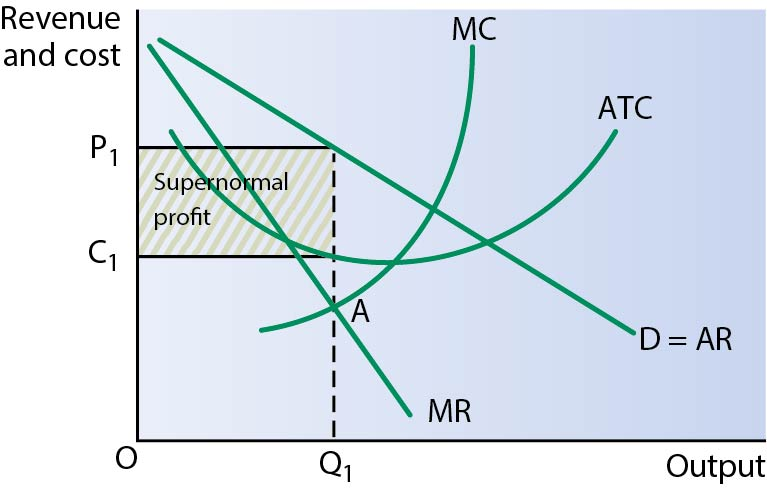 Revenue
and cost
MC
ATC
P1
Supernormal
profit
C1
A
D = AR
MR
O
Q1
Output